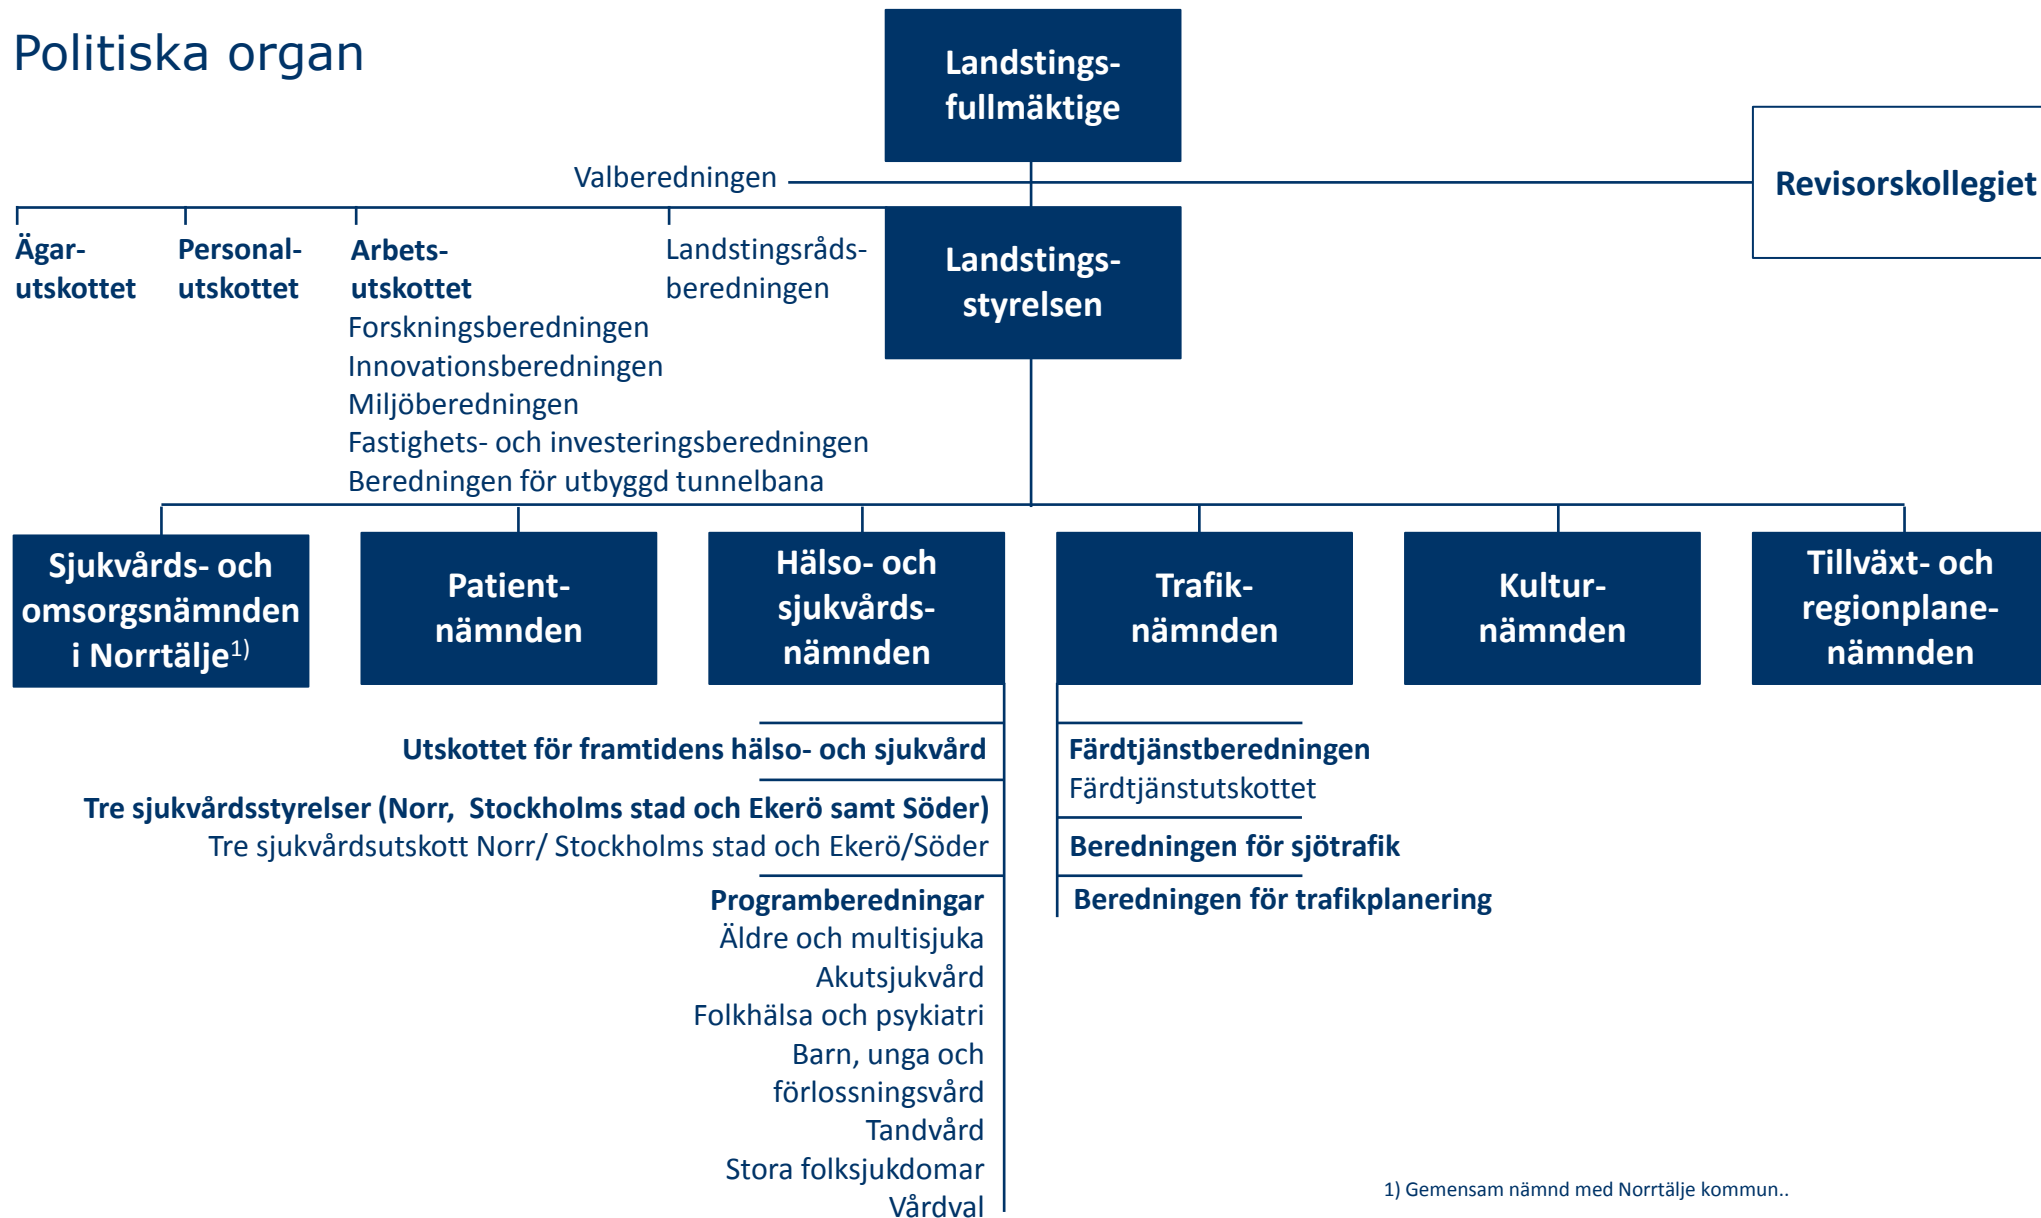 Politiska organ
Landstings-
fullmäktige
Valberedningen
Revisorskollegiet
Ägar-
utskottet
Personal-
utskottet
Arbets-
utskottet
Forskningsberedningen
Innovationsberedningen
Miljöberedningen
Fastighets- och investeringsberedningen
Beredningen för utbyggd tunnelbana
Landstingsråds-
beredningen
Landstings-
styrelsen
Sjukvårds- och
omsorgsnämnden
i Norrtälje1)
Patient-
nämnden
Hälso- och
sjukvårds-
nämnden
Trafik-
nämnden
Kultur-
nämnden
Tillväxt- och
regionplane-
nämnden
Utskottet för framtidens hälso- och sjukvård
Tre sjukvårdsstyrelser (Norr,  Stockholms stad och Ekerö samt Söder)
Tre sjukvårdsutskott Norr/ Stockholms stad och Ekerö/Söder
Programberedningar
Äldre och multisjuka
Akutsjukvård
Folkhälsa och psykiatri
Barn, unga och
förlossningsvård
Tandvård
Stora folksjukdomar
Vårdval
Färdtjänstberedningen
Färdtjänstutskottet
Beredningen för sjötrafik
Beredningen för trafikplanering
1) Gemensam nämnd med Norrtälje kommun..